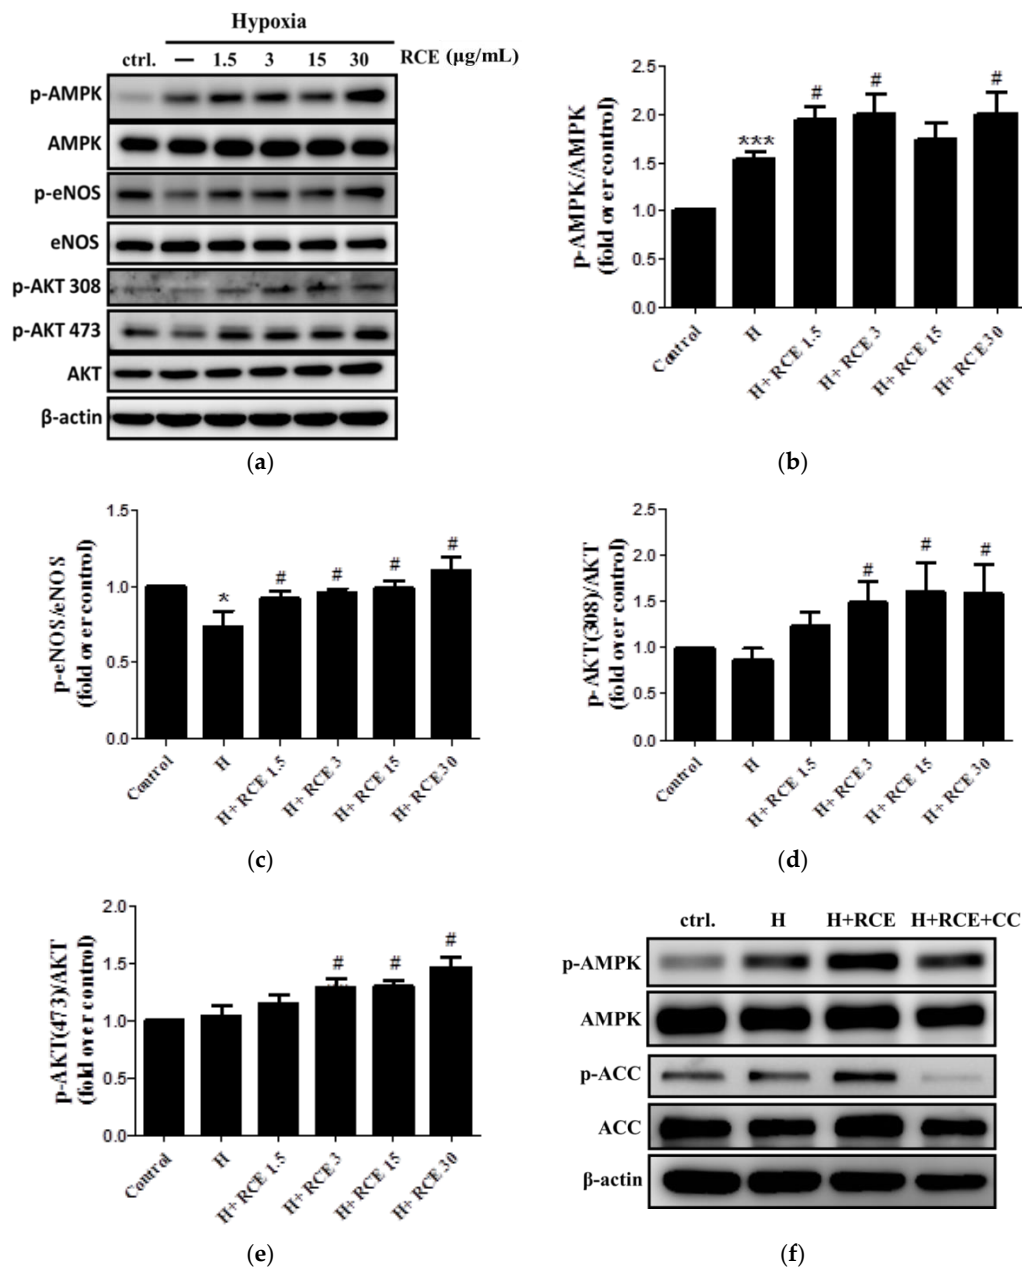 Hypoxia
ctrl. — 1.5 3 15 30 RCE (µg/mL)
p-AMPK
AMPK
p-eNOS
eNOS
p-AKT 308
p-AKT 473
AKT
β-actin
(a)
p-AMPK/AMPK
(fold over control)
2.5
2.0
1.5
1.0
0.5
0.0
***
#
#
#
Control
H
H+ RCE 1.5
H+ RCE 3
H+ RCE 15
H+ RCE 30
(b)
p-eNOS/eNOS
(fold over control)
1.5
1.0
0.5
0.0
*
#
#
#
#
Control
H
H+ RCE 1.5
H+ RCE 3
H+ RCE 15
H+ RCE 30
(c)
p-AKT(308)/AKT
(fold over control)
2.5
2.0
1.5
1.0
0.5
0.0
#
#
#
Control
H
H+ RCE 1.5
H+ RCE 3
H+ RCE 15
H+ RCE 30
(d)
p-AKT(473)/AKT
(fold over control)
2.0
1.5
1.0
0.5
0.0
#
#
#
Control
H
H+ RCE 1.5
H+ RCE 3
H+ RCE 15
H+ RCE 30
(e)
ctrl. H H+RCE H+RCE+CC
p-AMPK
AMPK
p-ACC
ACC
β-actin
(f)